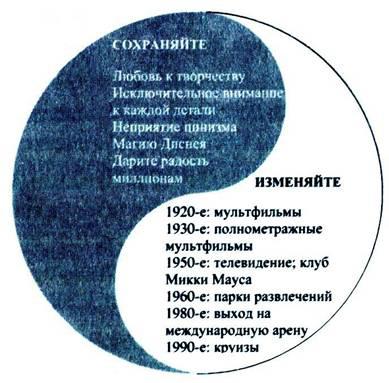 СОХРАНЯЙТЕ
Любовь к творчеству
Исключительное внимание
к каждой детали
Неприятие цинизма
Магию Диснея
Дарите радость
миллионам
ИЗМЕНЯЙТЕ
1920-е: мультфильмы
1930-е: полнометражные
мультфильмы
1950-е: телевидение; клуб
Микки Мауса
1960-е: парки развлечений
1980-е: выход на
международную арену
1990-е: круизы